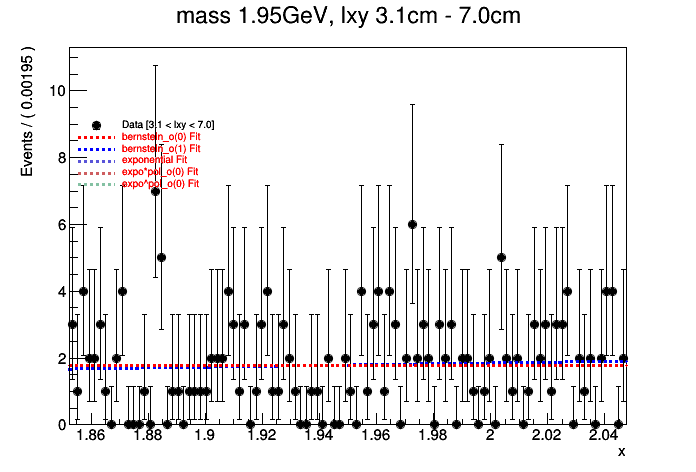 mass 1.95GeV, lxy 3.1cm - 7.0cm
Events / ( 0.00195 )
10
8
6
4
2
0
Data [3.1 < lxy < 7.0]
bernstein_o(0) Fit
bernstein_o(1) Fit
exponential Fit
expo*pol_o(0) Fit
expo^pol_o(0) Fit
1.86 1.88 1.9 1.92 1.94 1.96 1.98 2 2.02 2.04
x